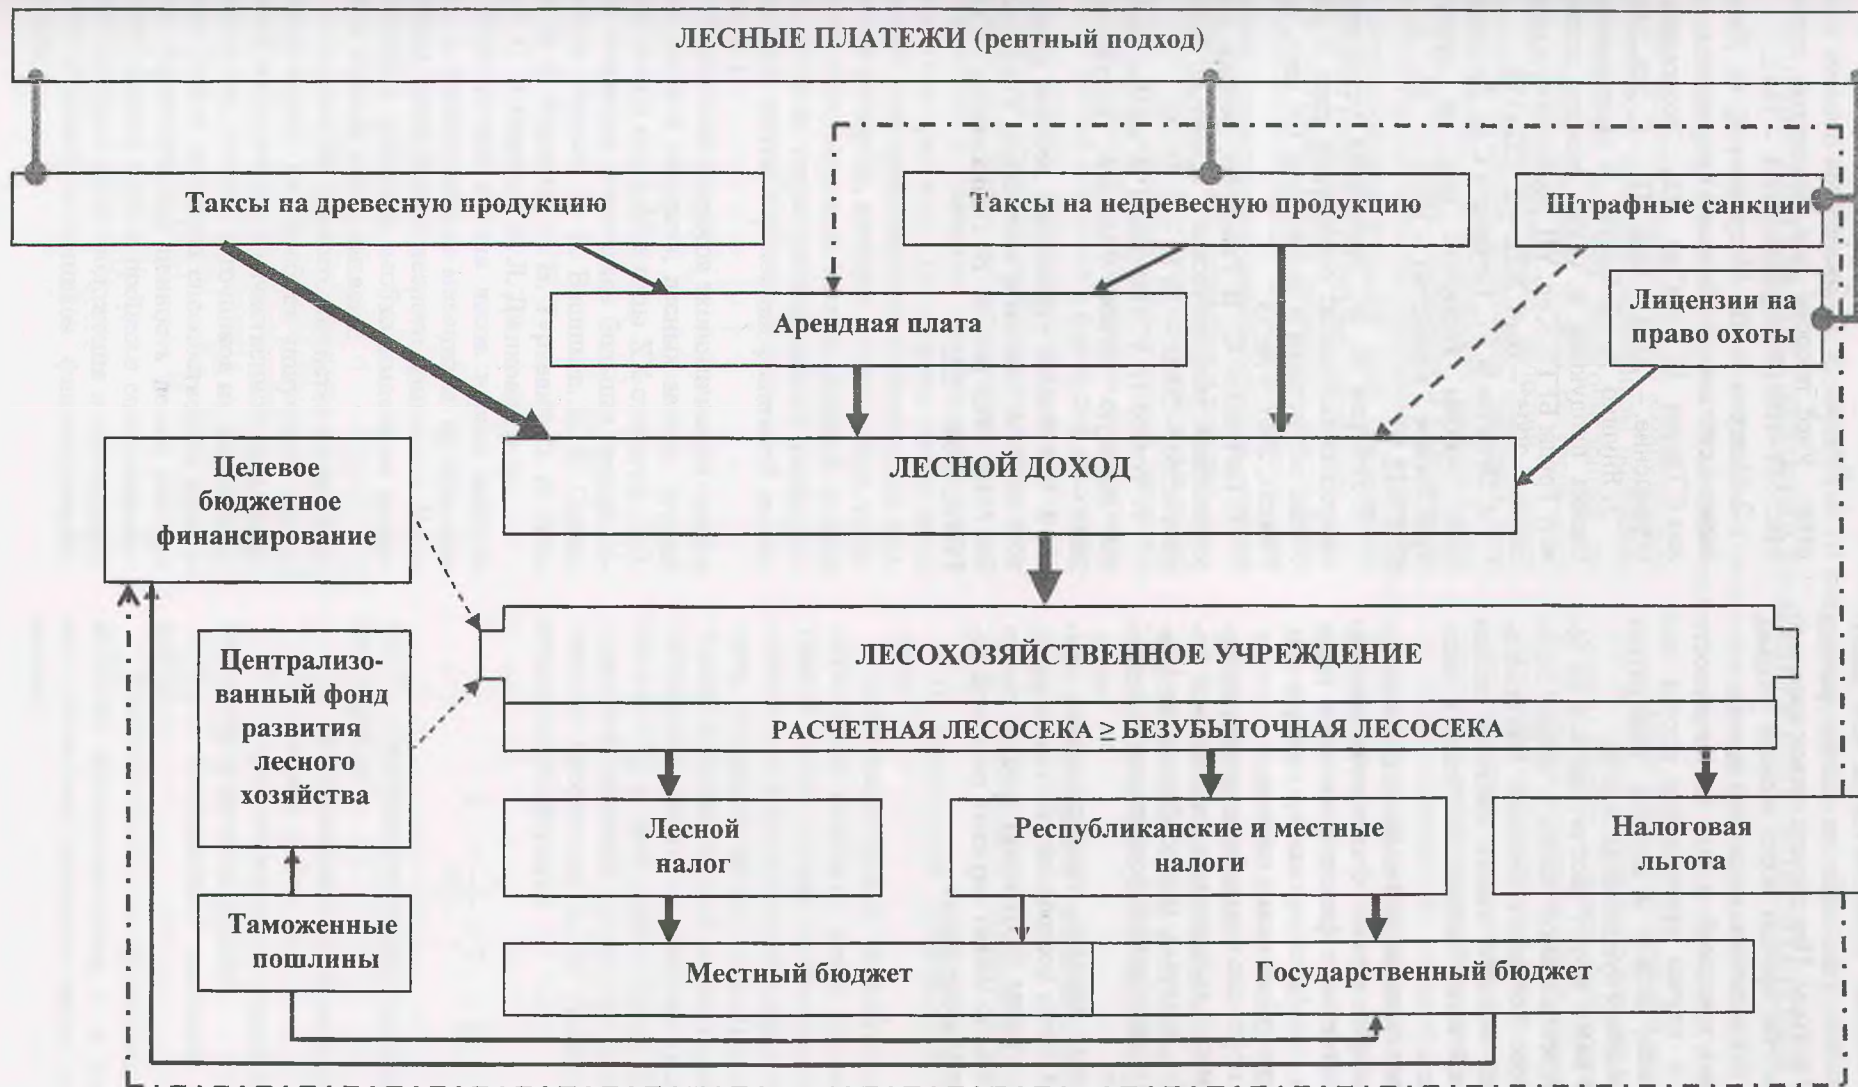 ЛЕСНЫЕ ПЛАТЕЖИ (рентный подход)
Таксы на древесную продукцию
Таксы на недревесную продукцию
Штрафные санкции
Арендная плата
Лицензии на
право охоты
ЛЕСНОЙ ДОХОД
Целевое
бюджетное
финансирование
ЛЕСОХОЗЯЙСТВЕННОЕ УЧРЕЖДЕНИЕ
Централизо-
ванный фонд
развития
лесного
хозяйства
РАСЧЕТНАЯ ЛЕСОСЕКА ≥ БЕЗУБЫТОЧНАЯ ЛЕСОСЕКА
Лесной
налог
Республиканские и местные
налоги
Налоговая
льгота
Таможенные
пошлины
Местный бюджет
Государственный бюджет